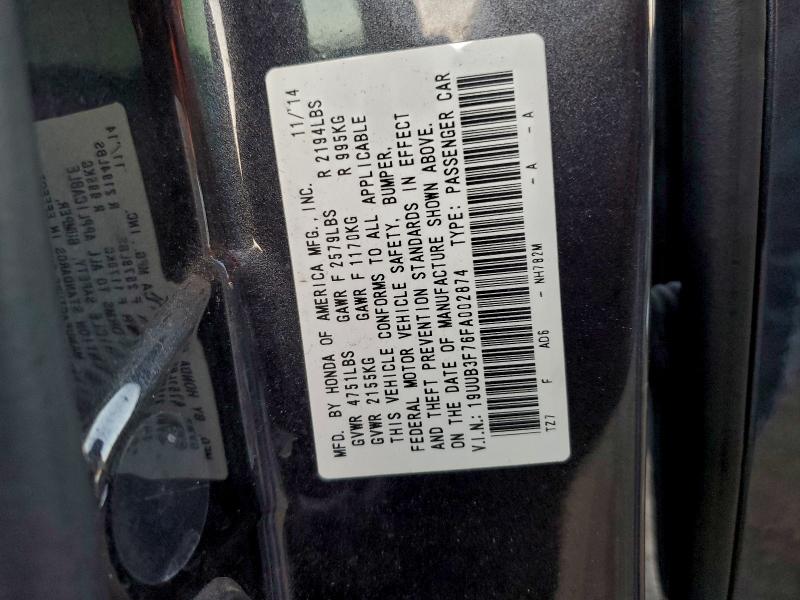 MFD. BY HONDA OF AMERICA MFG., INC. 11/14
GVWR 4751LBS GAWR F 2579LBS R 2194LBS
GVWR 2155KG GAWR F 1170KG R 995KG
THIS VEHICLE CONFORMS TO ALL APPLICABLE
FEDERAL MOTOR VEHICLE SAFETY, BUMPER,
AND THEFT PREVENTION STANDARDS IN EFFECT
ON THE DATE OF MANUFACTURE SHOWN ABOVE.
V.I.N.: 19UUB3F76FA002874 TYPE: PASSENGER CAR
TZ7 F AD6 - NH782M - A - A